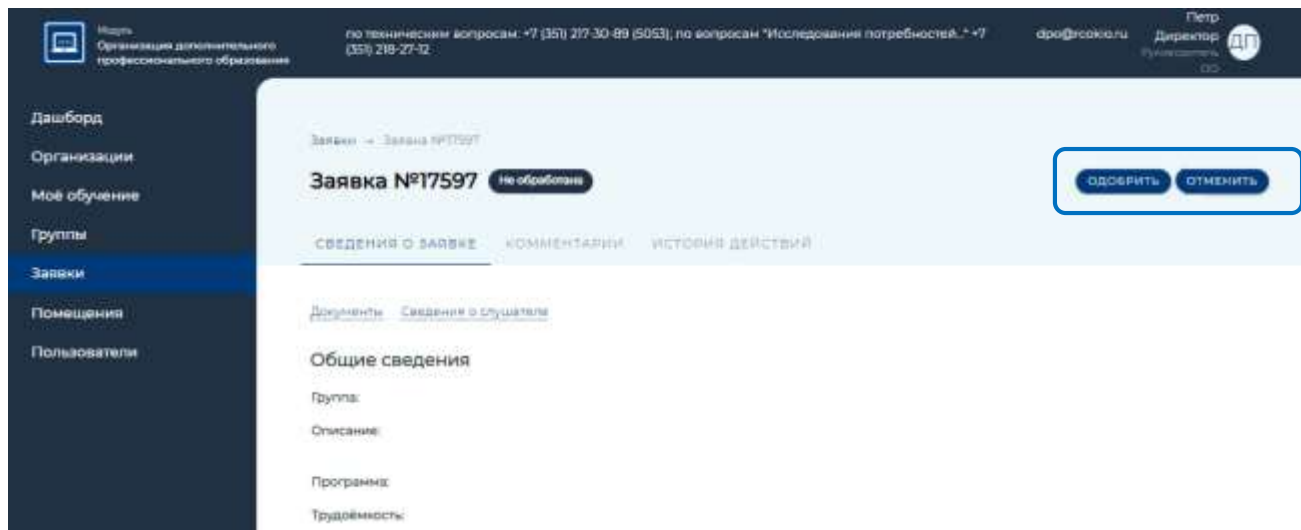 Модуль
Организация дополнительного
профессионального образования
по техническим вопросам: +7 (351) 217-30-89 (5053); по вопросам "Исследования потребностей..." +7
(351) 218-27-12
dpo@rcokio.ru
Петр
Директор
Руководитель
ОО
ДП
Дашборд
Организации
Моё обучение
Группы
Заявки
Помещения
Пользователи
Заявки → Заявка №17597
Заявка №17597 Не обработана
ОДОБРИТЬ ОТМЕНИТЬ
СВЕДЕНИЯ О ЗАЯВКЕ КОММЕНТАРИИ ИСТОРИЯ ДЕЙСТВИЙ
Документы Сведения о слушателе
Общие сведения
Группа:
Описание:
Программа:
Трудоёмкость: